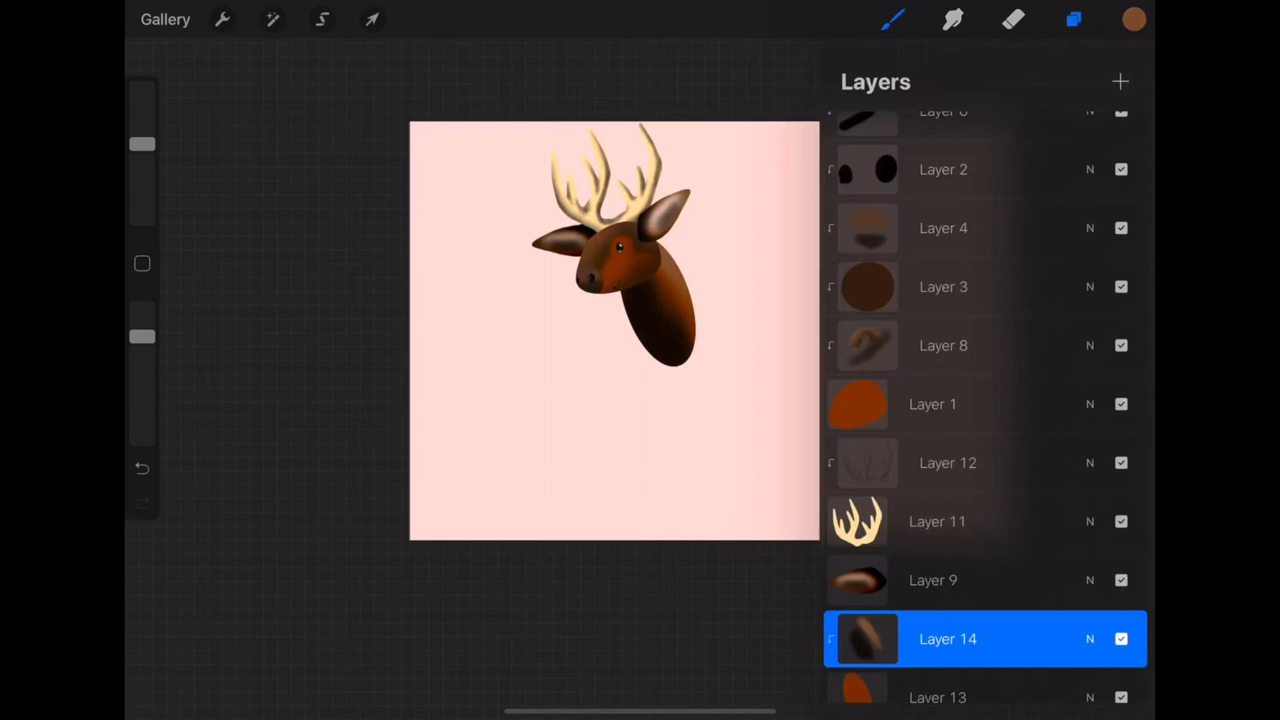 Gallery
Layers
Layer 2 N
Layer 4 N
Layer 3 N
Layer 8 N
Layer 1 N
Layer 12 N
Layer 11 N
Layer 9 N
Layer 14 N
Layer 13 N